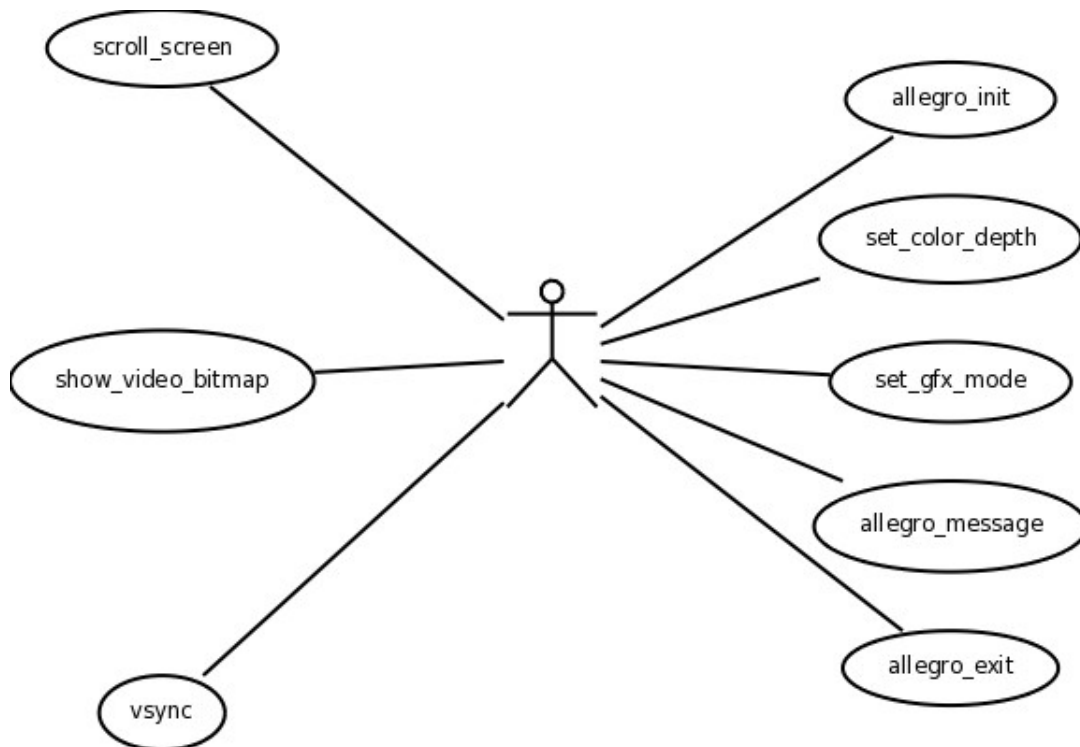 scroll_screen
allegro_init
set_color_depth
show_video_bitmap
set_gfx_mode
allegro_message
allegro_exit
vsync